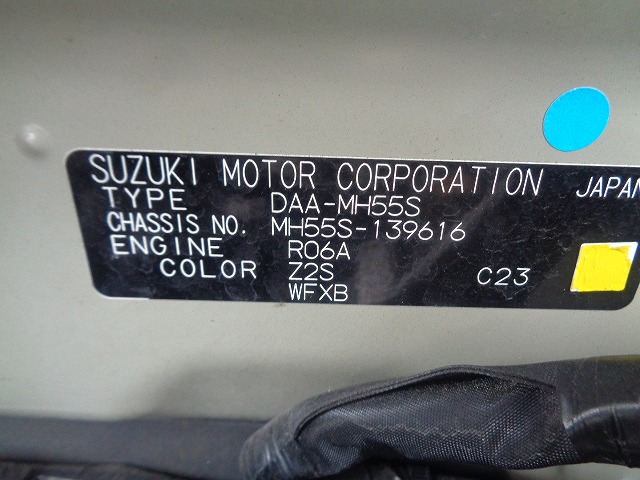 SUZUKI MOTOR CORPORATION JAPAN
TYPE DAA-MH55S
CHASSIS NO. MH55S-139616
ENGINE R06A
COLOR Z2S C23
WFXB